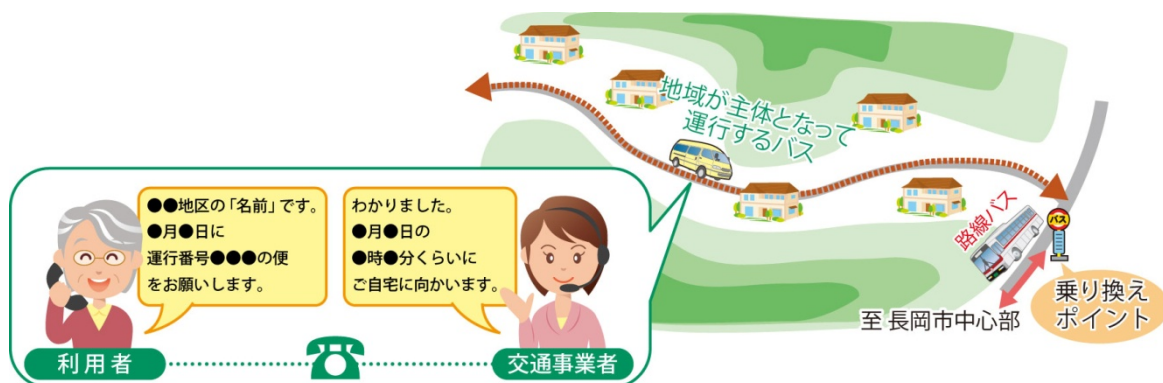 地域が主体となって
運行するバス
路線バス
バス
乗り換え
ポイント
至 長岡市中心部
●●地区の「名前」です。
●月●日に
運行番号●●●の便
をお願いします。
わかりました。
●月●日の
●時●分くらいに
ご自宅に向かいます。
利用者
交通事業者